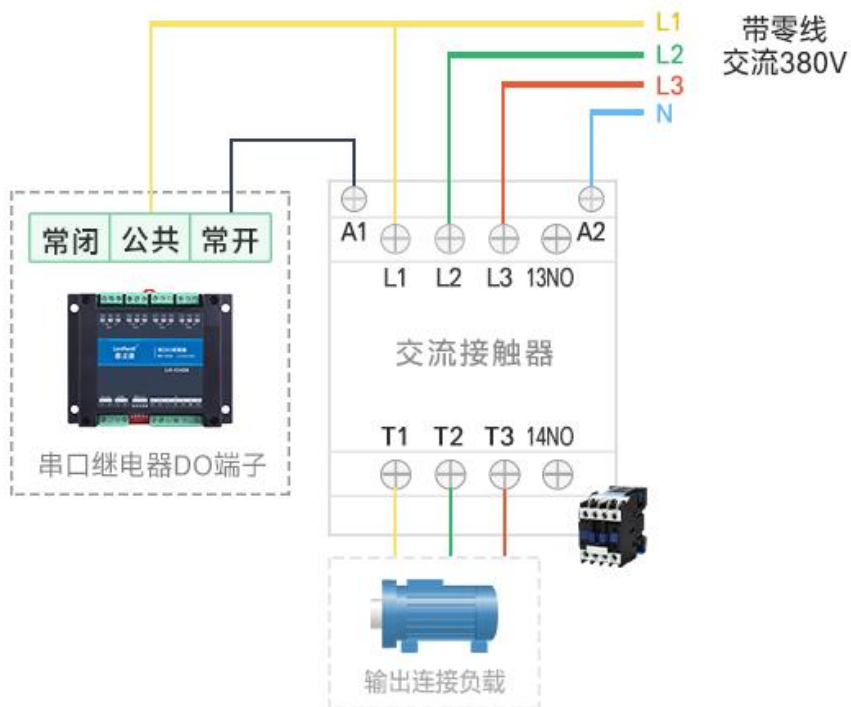 L1
L2
L3
N
带零线
交流380V
常闭 公共 常开
A1
A2
L1 L2 L3 13NO
交流接触器
T1 T2 T3 14NO
串口继电器DO端子
输出连接负载